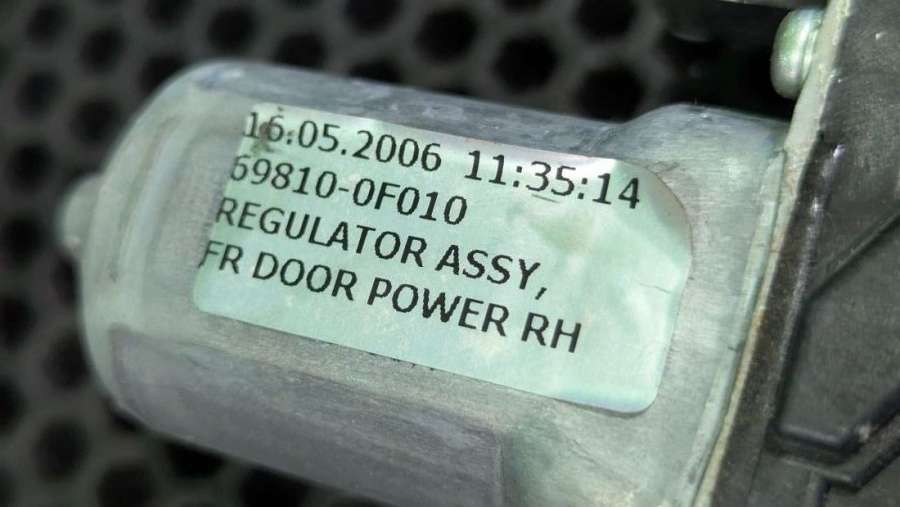 16.05.2006 11:35:14
69810-0F010
REGULATOR ASSY,
FR DOOR POWER RH